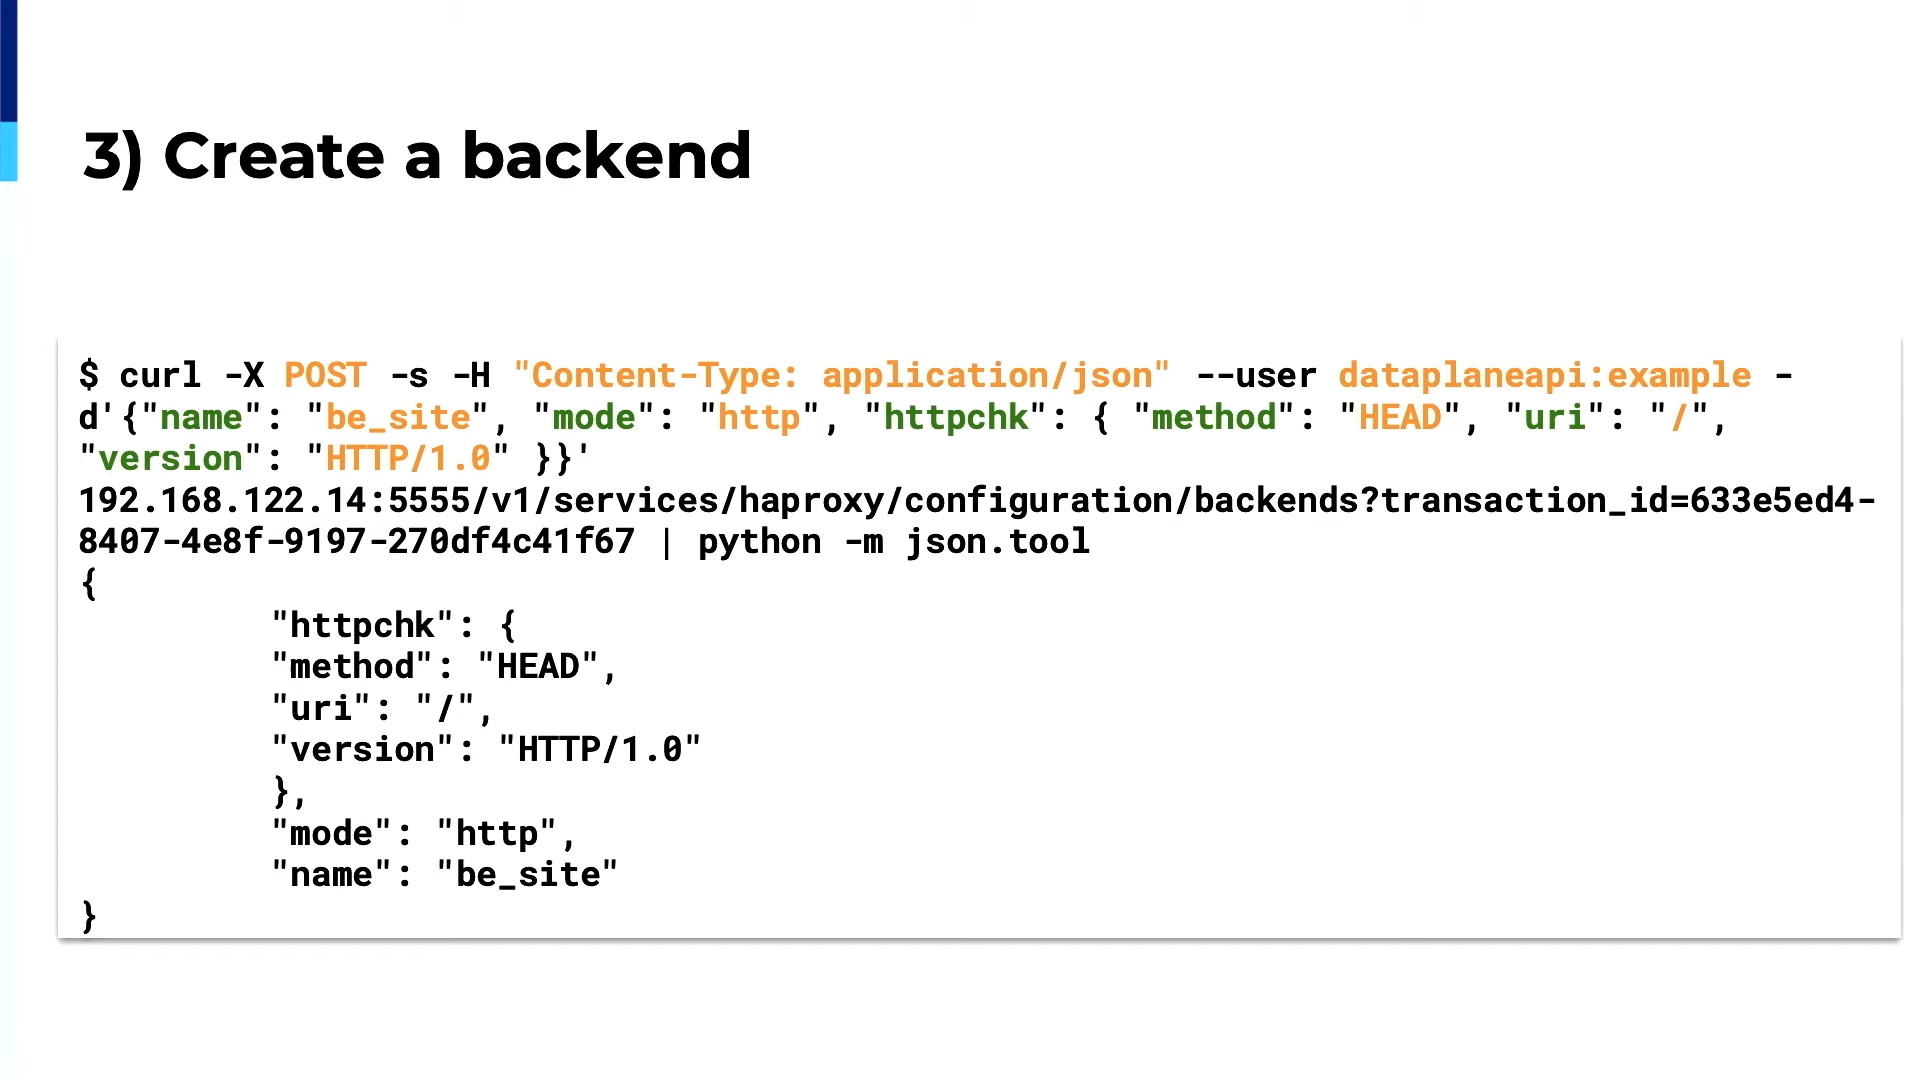 3) Create a backend
$ curl -X POST -s -H "Content-Type: application/json" --user dataplaneapi:example -
d'{"name": "be_site", "mode": "http", "httpchk": { "method": "HEAD", "uri": "/",
"version": "HTTP/1.0" }}'
192.168.122.14:5555/v1/services/haproxy/configuration/backends?transaction_id=633e5ed4-
8407-4e8f-9197-270df4c41f67 | python -m json.tool
{
"httpchk": {
"method": "HEAD",
"uri": "/",
"version": "HTTP/1.0"
},
"mode": "http",
"name": "be_site"
}